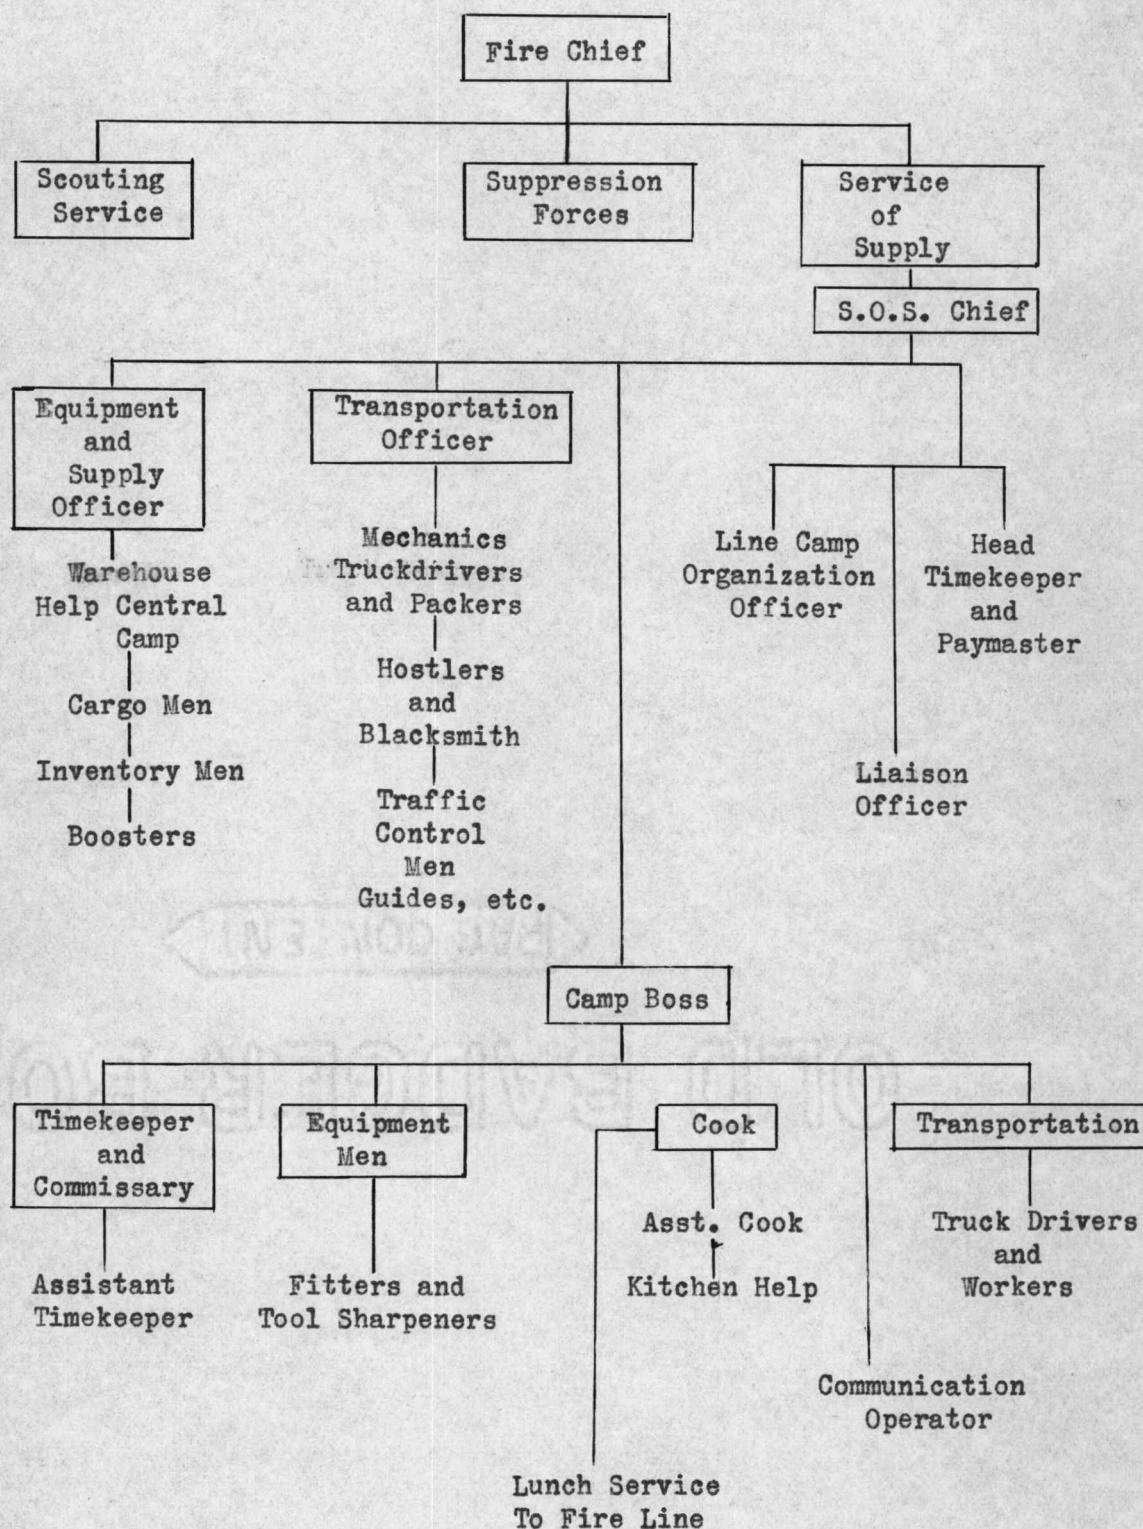 Fire Chief
Scouting
Service
Suppression
Forces
Service
of
Supply
S.O.S. Chief
Equipment
and
Supply
Officer
Transportation
Officer
Warehouse
Help Central
Camp
Cargo Men
Inventory Men
Boosters
Mechanics
Truckdrivers
and Packers
Hostlers
and
Blacksmith
Traffic
Control
Men
Guides, etc.
Line Camp
Organization
Officer
Head
Timekeeper
and
Paymaster
Liaison
Officer
Camp Boss
Timekeeper
and
Commissary
Equipment
Men
Cook
Transportation
Assistant
Timekeeper
Fitters and
Tool Sharpeners
Asst. Cook
Kitchen Help
Truck Drivers
and
Workers
Communication
Operator
Lunch Service
To Fire Line